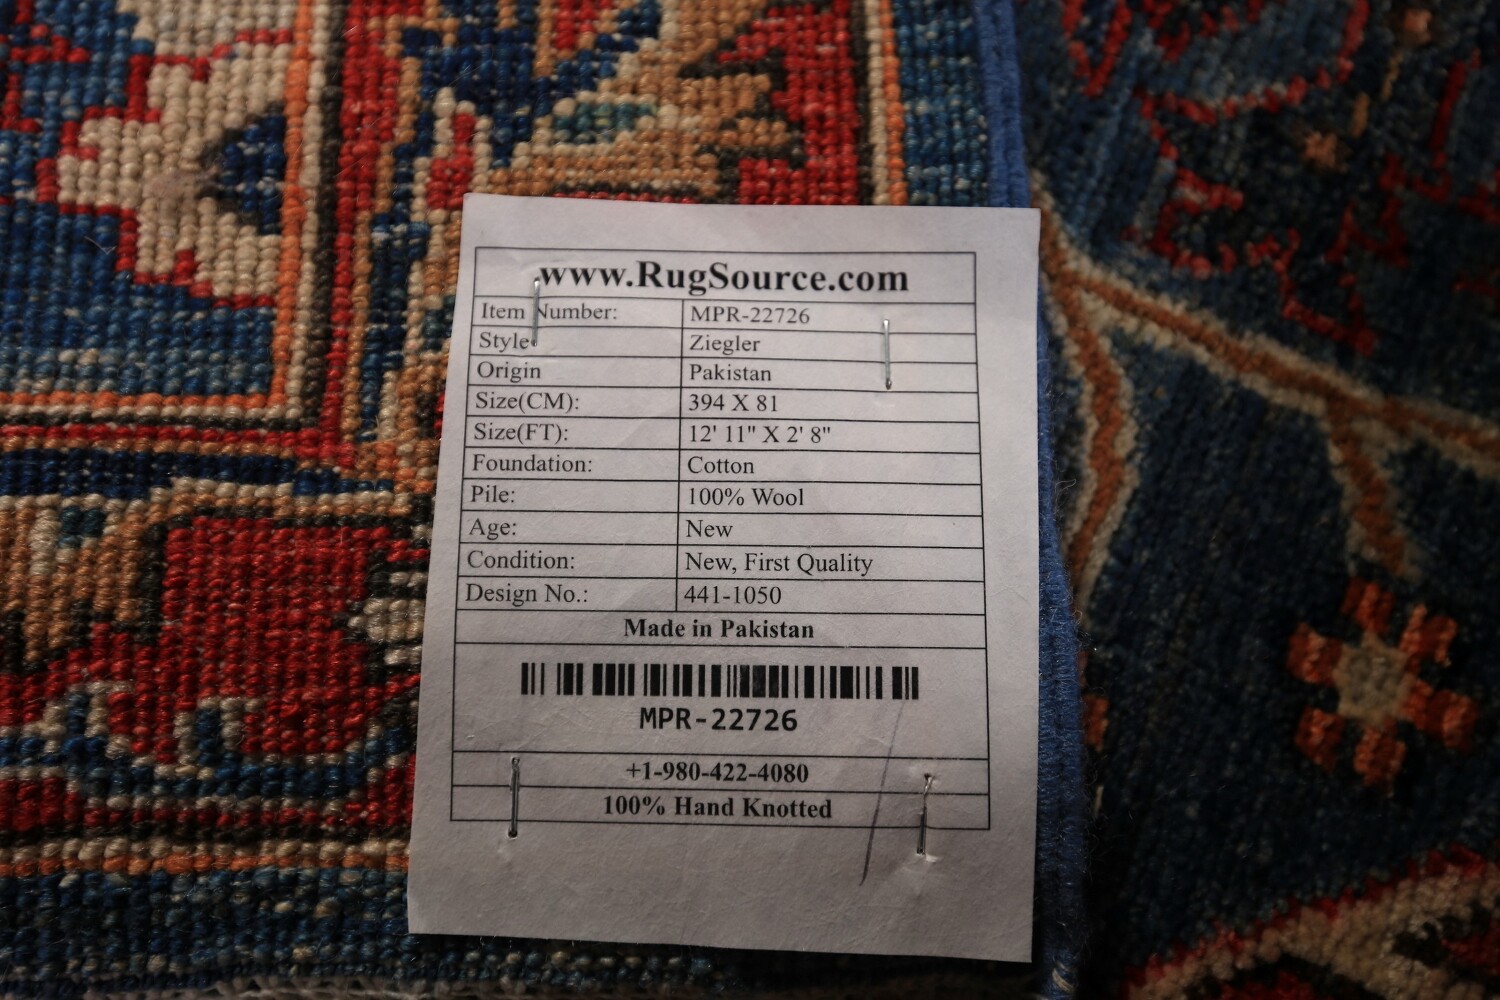 www.RugSource.com
Item Number: MPR-22726
Style Ziegler
Origin Pakistan
Size(CM): 394 X 81
Size(FT): 12' 11" X 2' 8"
Foundation: Cotton
Pile: 100% Wool
Age: New
Condition: New, First Quality
Design No.: 441-1050
Made in Pakistan
MPR-22726
+1-980-422-4080
100% Hand Knotted